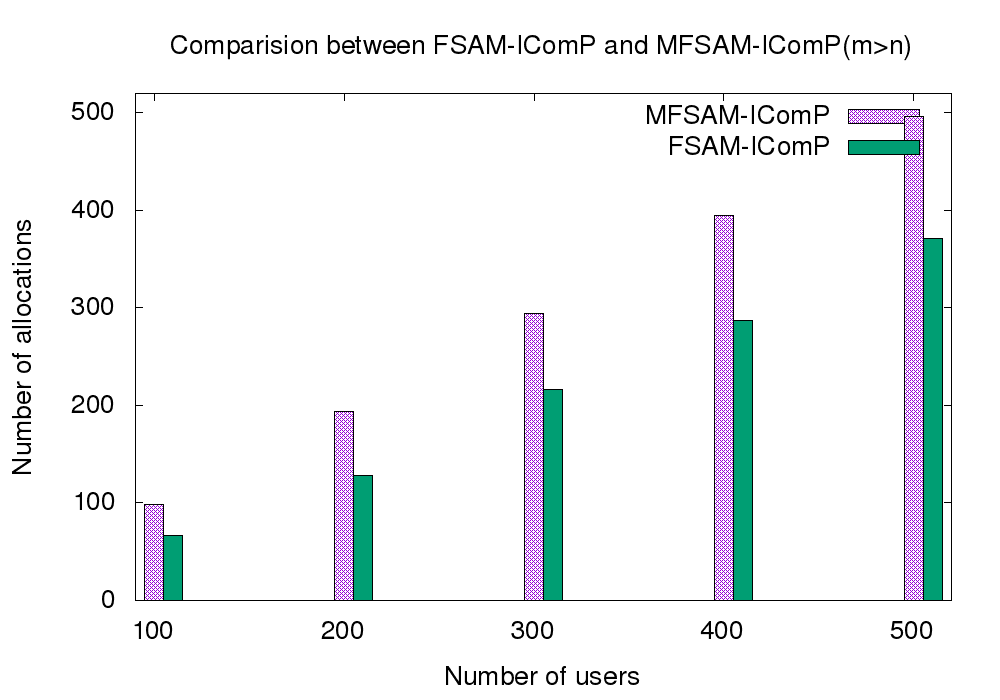 Comparision between FSAM-IComP and MFSAM-IComP(m>n)
MFSAM-IComP
FSAM-IComP
500
400
300
200
100
0
100 200 300 400 500
Number of allocations
Number of users